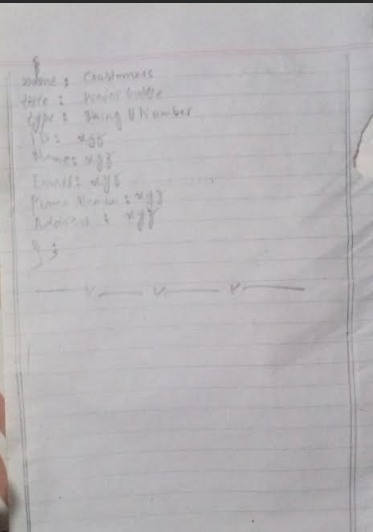 {
Name : Customers
type : String & Number
ID : xyz
Name : xyz
Email : xyz
Phone Number : xyz
Address : xyz
} ;